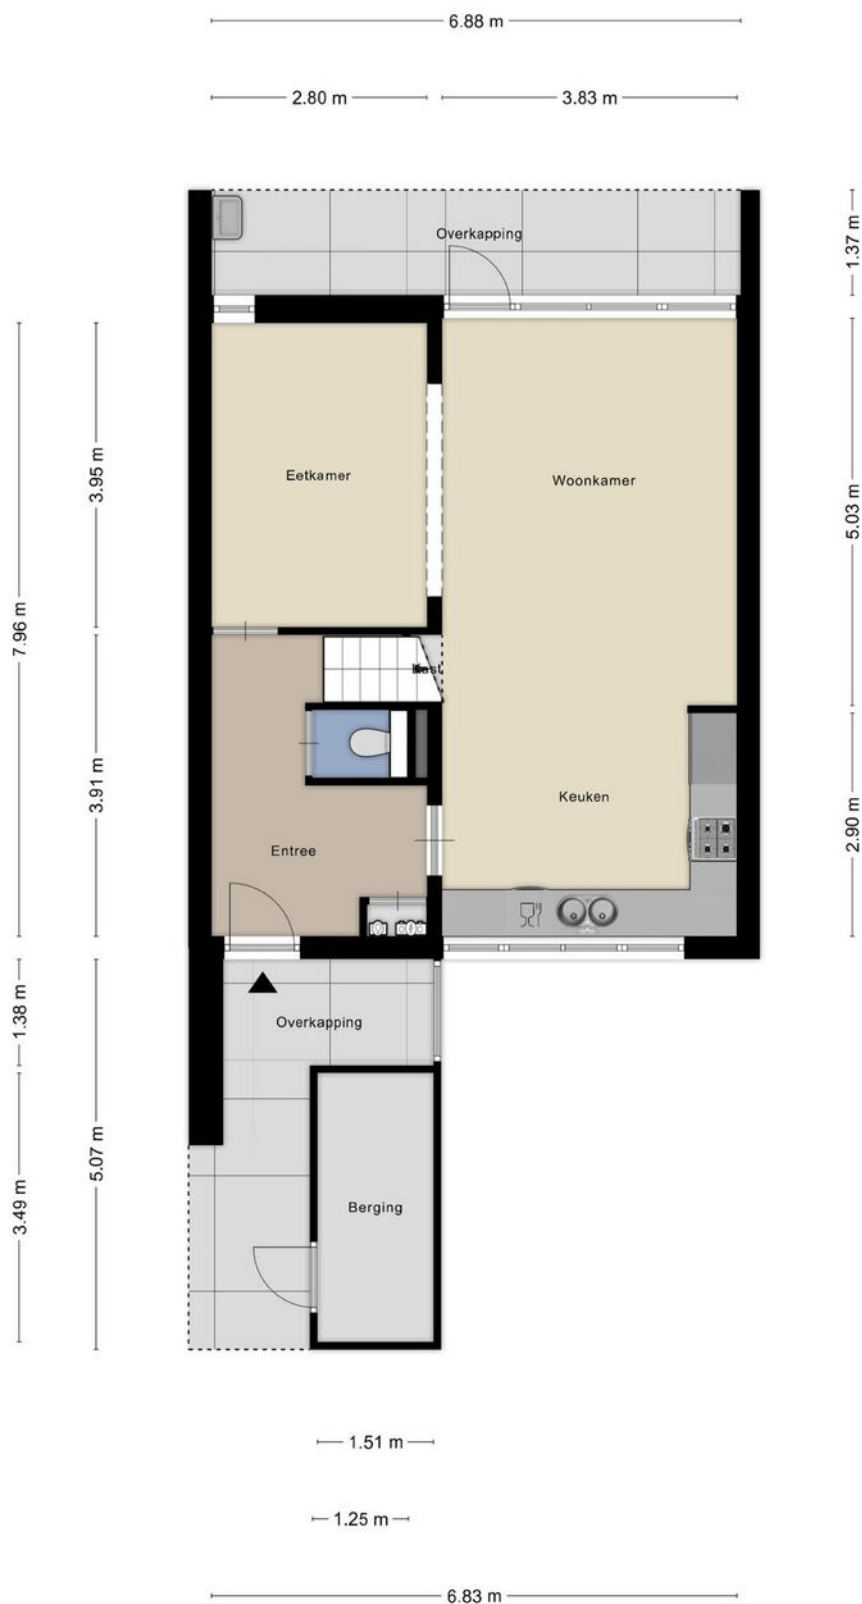 6.88 m
2.80 m
3.83 m
1.37 m
Overkapping
3.95 m
7.96 m
Eetkamer
Woonkamer
5.03 m
Kast
3.91 m
Keuken
2.90 m
Entree
1.38 m
Overkapping
5.07 m
3.49 m
Berging
1.51 m
1.25 m
6.83 m